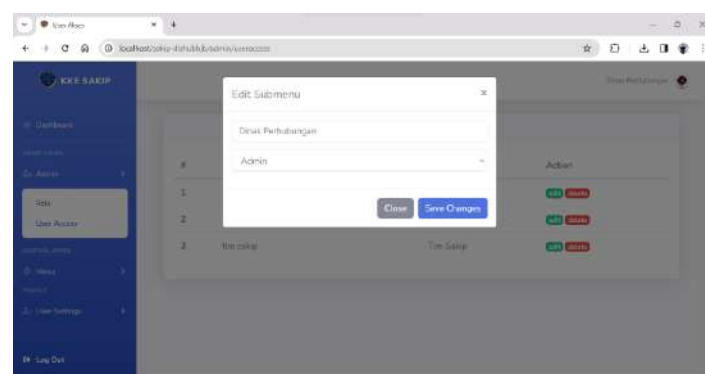 User Akses
localhost/sakip-dishubkjb/admin/useraccess
KKE SAKIP
Dinas Perhubungan
Edit Submenu
×
Dinas Perhubungan
Admin
Close
Save Changes
Dashboard
Admin
Role
User Access
Menu
User Settings
Log Out
#
Action
1
edit
delete
2
edit
delete
3
tim sakip
Tim Sakip
edit
delete